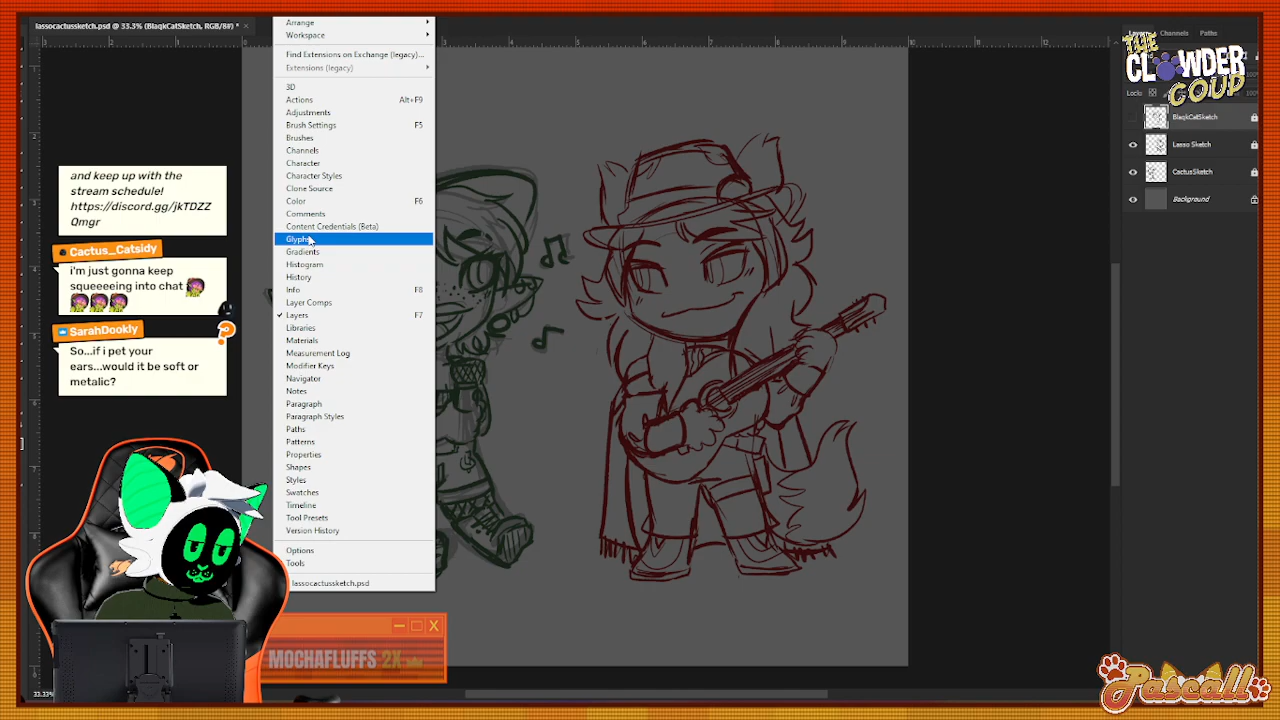 lassocactussketch.psd @ 33.3% (BlaqkCatSketch, RGB/8#) *
Arrange
Workspace
Find Extensions on Exchange (legacy)...
Extensions (legacy)
3D
Actions Alt+F9
Adjustments
Brush Settings F5
Brushes
Channels
Character
Character Styles
Clone Source
Color F6
Comments
Content Credentials (Beta)
Glyphs
Gradients
Histogram
History
Info F8
Layer Comps
Layers F7
Libraries
Materials
Measurement Log
Modifier Keys
Navigator
Notes
Paragraph
Paragraph Styles
Paths
Patterns
Properties
Shapes
Styles
Swatches
Timeline
Tool Presets
Version History
Options
Tools
lassocactussketch.psd
and keep up with the
stream schedule!
https://discord.gg/jkTDZZ
Qmgr
Cactus_Catsidy
i'm just gonna keep
squeeeeing into chat
SarahDookly
So...if i pet your
ears...would it be soft or
metalic?
MOCHAFLUFFS 2X
33.33%
Channels Paths
THE
CLOWDER
COUP
Lock:
BlaqkCatSketch
Lasso Sketch
CactusSketch
Background
Pascall